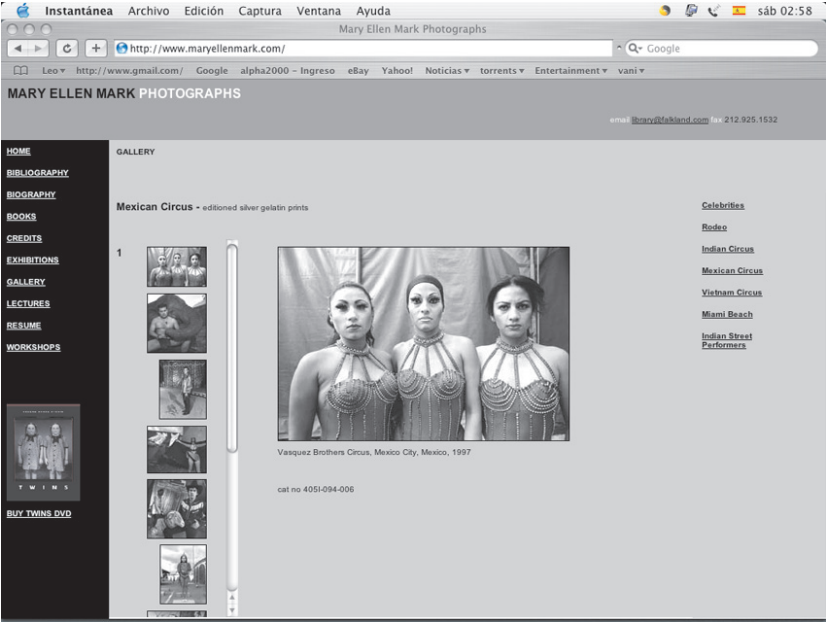 Instantánea Archivo Edición Captura Ventana Ayuda sáb 02:58
Mary Ellen Mark Photographs
http://www.maryellenmark.com/ Google
Leo http://www.gmail.com/ Google alpha2000 – Ingreso eBay Yahoo! Noticias torrents Entertainment vani
MARY ELLEN MARK PHOTOGRAPHS
email library@falkland.com fax 212.925.1532
HOME
BIBLIOGRAPHY
BIOGRAPHY
BOOKS
CREDITS
EXHIBITIONS
GALLERY
LECTURES
RESUME
WORKSHOPS
TWINS
BUY TWINS DVD
GALLERY
Mexican Circus - editioned silver gelatin prints
1
Vasquez Brothers Circus, Mexico City, Mexico, 1997
cat no 405I-094-006
Celebrities
Rodeo
Indian Circus
Mexican Circus
Vietnam Circus
Miami Beach
Indian Street
Performers